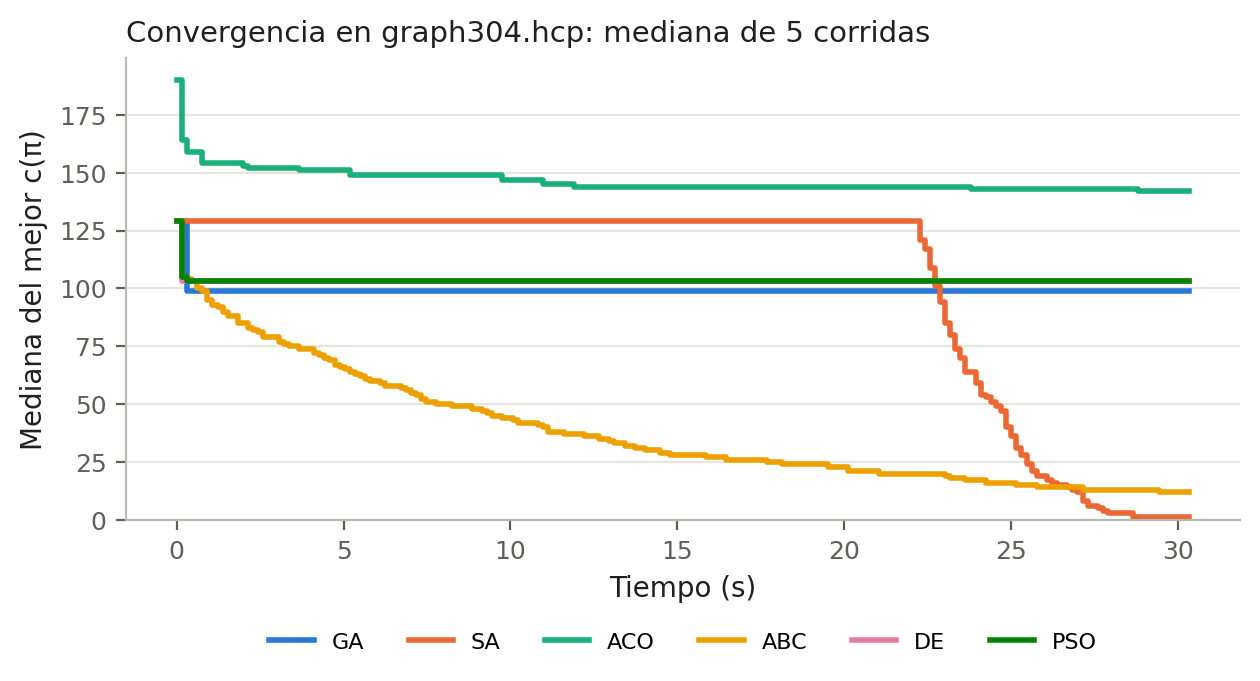 Convergencia en graph304.hcp: mediana de 5 corridas
Mediana del mejor c(π)
175
150
125
100
75
50
25
0
0 5 10 15 20 25 30
Tiempo (s)
GA SA ACO ABC DE PSO